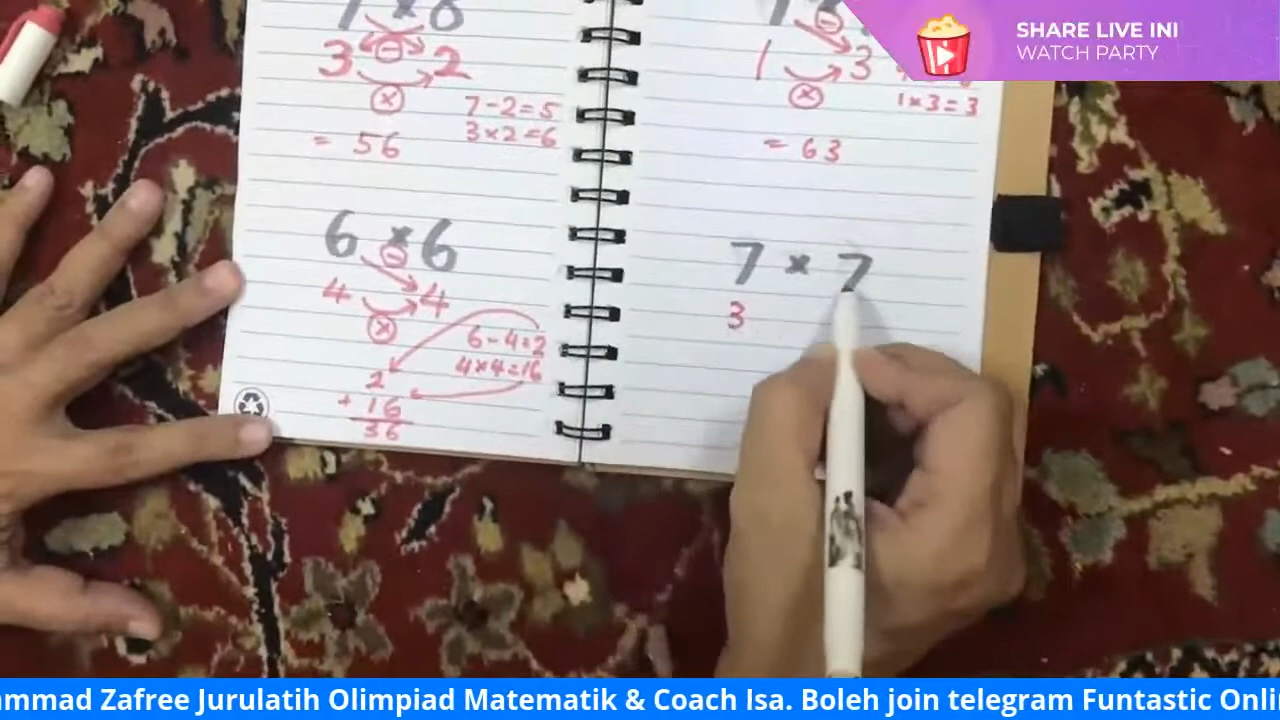 7 × 8
3 − 2
×
7 - 2 = 5
3 × 2 = 6
= 56
6 × 6
−
4 4
×
6 - 4 = 2
4 × 4 = 16
2
+ 16
36
−
1 3
×
1 × 3 = 3
= 63
7 × 7
3
SHARE LIVE INI
WATCH PARTY
Zafree Jurulatih Olimpiad Matematik & Coach Isa. Boleh join telegram Funtastic